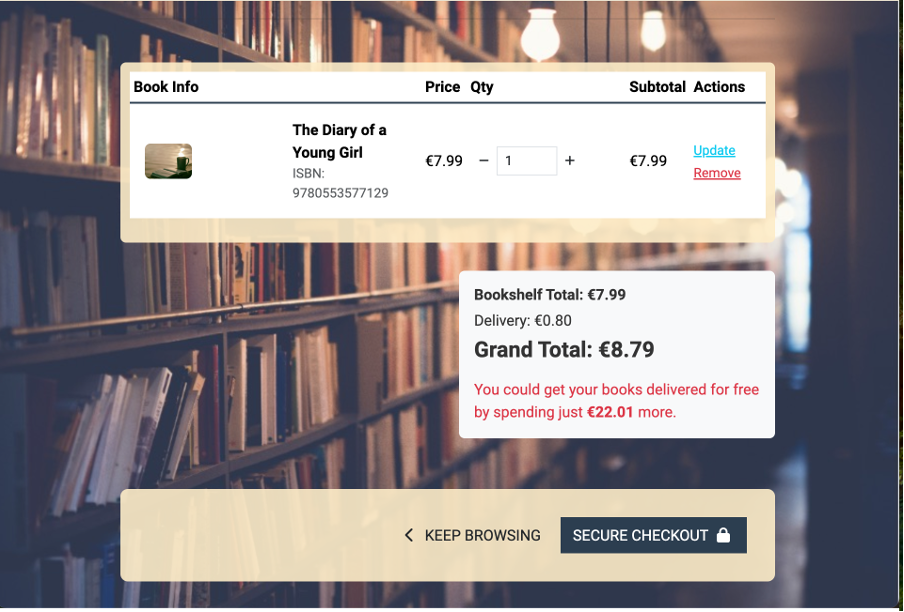 Book Info Price Qty Subtotal Actions
The Diary of a
Young Girl
ISBN:
9780553577129
€7.99 − 1 + €7.99
Update
Remove
Bookshelf Total: €7.99
Delivery: €0.80
Grand Total: €8.79
You could get your books delivered for free
by spending just €22.01 more.
KEEP BROWSING SECURE CHECKOUT